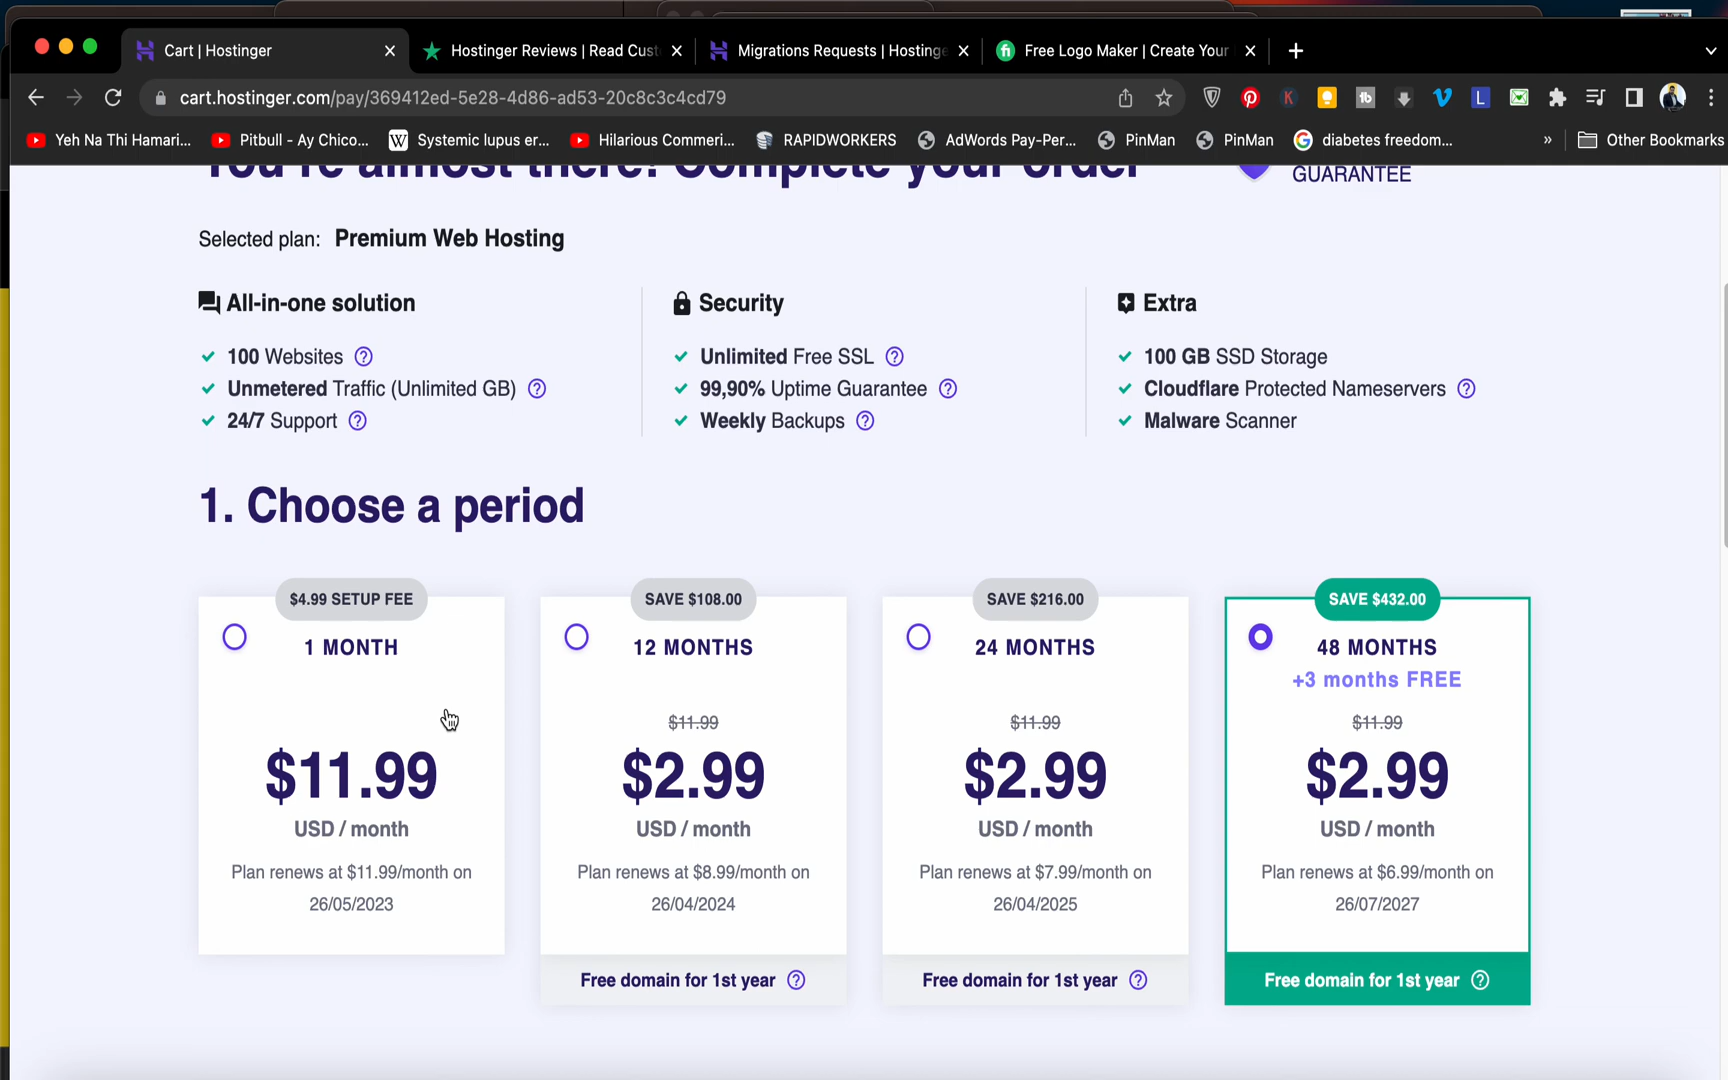 Cart | Hostinger
Hostinger Reviews | Read Cust
Migrations Requests | Hostinge
Free Logo Maker | Create Your
cart.hostinger.com/pay/369412ed-5e28-4d86-ad53-20c8c3c4cd79
Yeh Na Thi Hamari...
Pitbull - Ay Chico...
Systemic lupus er...
Hilarious Commeri...
RAPIDWORKERS
AdWords Pay-Per...
PinMan
PinMan
diabetes freedom...
»
Other Bookmarks
You're almost there! Complete your order
GUARANTEE
Selected plan: Premium Web Hosting
All-in-one solution
100 Websites
Unmetered Traffic (Unlimited GB)
24/7 Support
Security
Unlimited Free SSL
99,90% Uptime Guarantee
Weekly Backups
Extra
100 GB SSD Storage
Cloudflare Protected Nameservers
Malware Scanner
1. Choose a period
$4.99 SETUP FEE
1 MONTH
$11.99
USD / month
Plan renews at $11.99/month on
26/05/2023
SAVE $108.00
12 MONTHS
$11.99
$2.99
USD / month
Plan renews at $8.99/month on
26/04/2024
Free domain for 1st year
SAVE $216.00
24 MONTHS
$11.99
$2.99
USD / month
Plan renews at $7.99/month on
26/04/2025
Free domain for 1st year
SAVE $432.00
48 MONTHS
+3 months FREE
$11.99
$2.99
USD / month
Plan renews at $6.99/month on
26/07/2027
Free domain for 1st year